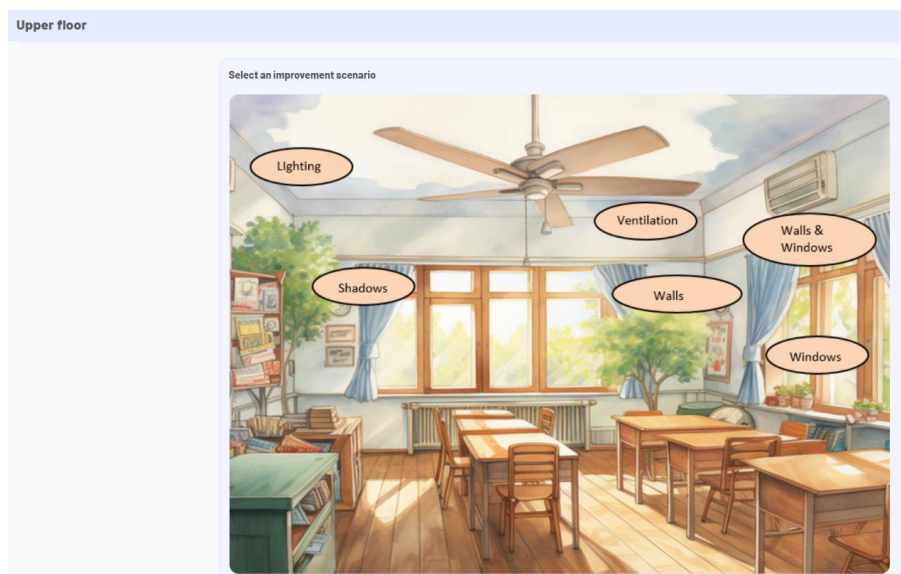 Upper floor
Select an improvement scenario
LIghting
Ventilation
Walls &
Windows
Shadows
Walls
Windows